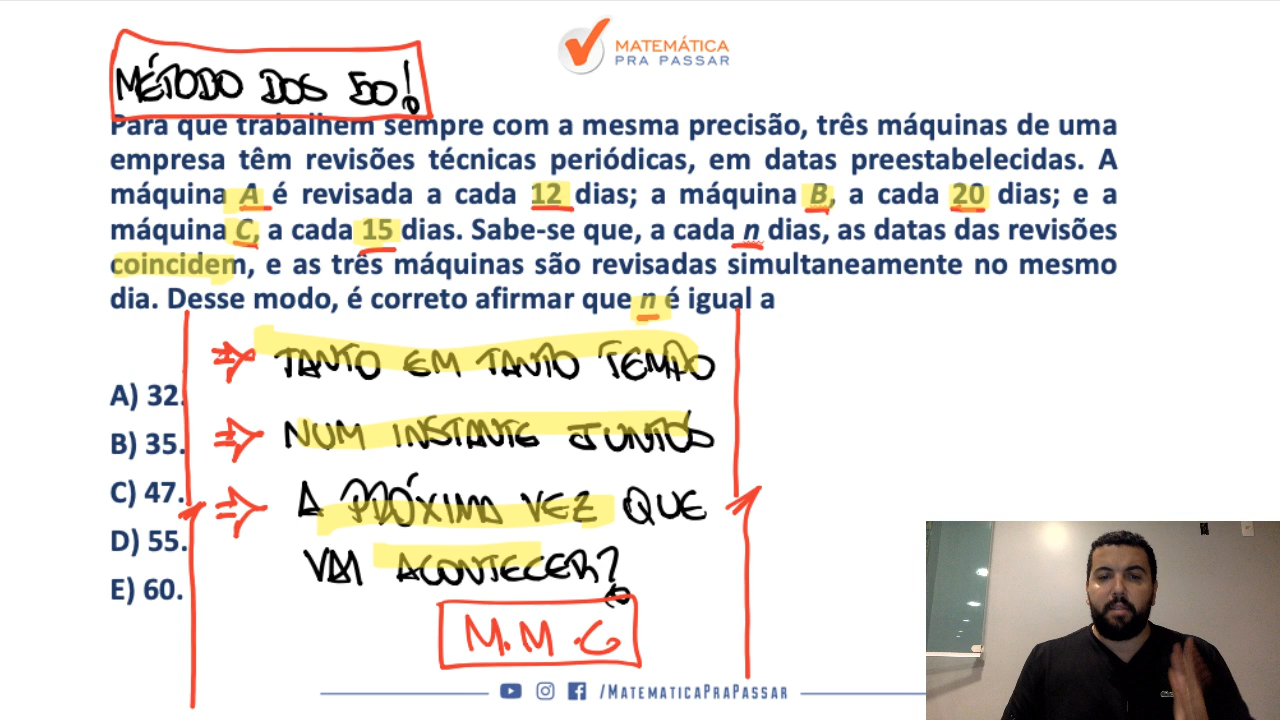 MATEMÁTICA
PRA PASSAR
MÉTODO DOS 50!
Para que trabalhem sempre com a mesma precisão, três máquinas de uma
empresa têm revisões técnicas periódicas, em datas preestabelecidas. A
máquina A é revisada a cada 12 dias; a máquina B, a cada 20 dias; e a
máquina C, a cada 15 dias. Sabe-se que, a cada n dias, as datas das revisões
coincidem, e as três máquinas são revisadas simultaneamente no mesmo
dia. Desse modo, é correto afirmar que n é igual a
TANTO EM TANTO TEMPO
A) 32.
NUM INSTANTE JUNTOS
B) 35.
A PRÓXIMA VEZ QUE
C) 47.
D) 55.
VAI ACONTECER?
E) 60.
M.M.C
/MATEMATICAPRAPASSAR